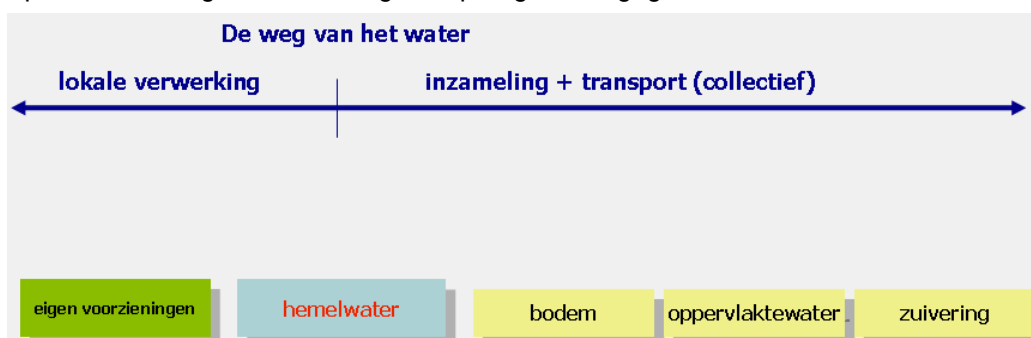 De weg van het water
lokale verwerking
inzameling + transport (collectief)
eigen voorzieningen
hemelwater
bodem
oppervlaktewater
zuivering